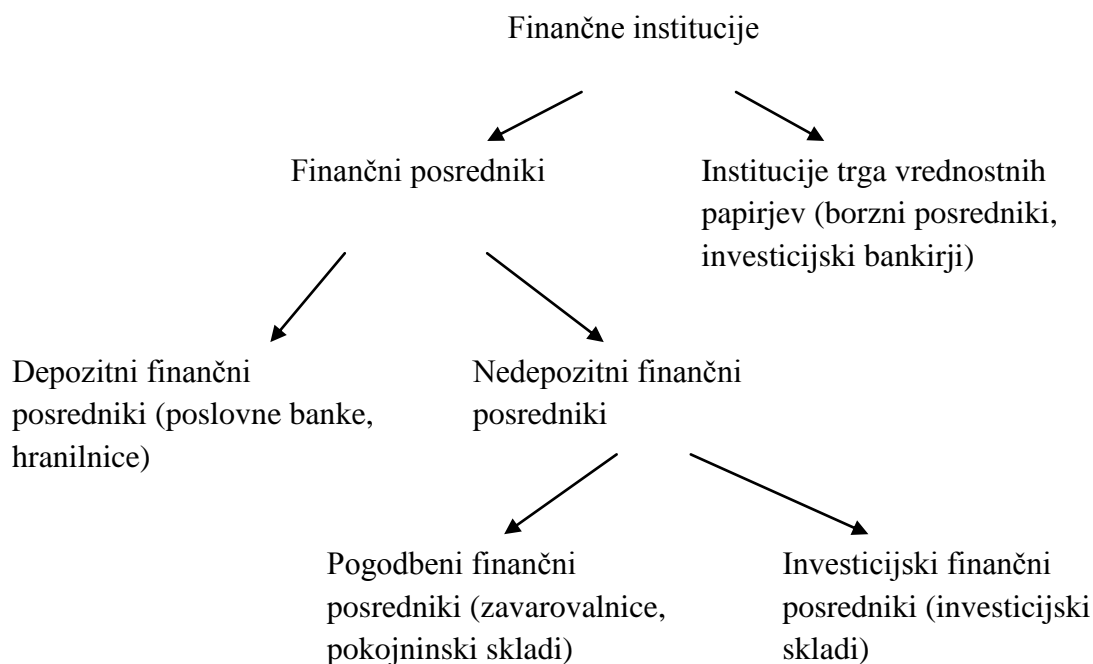 Finančne institucije
Finančni posredniki
Institucije trga vrednostnih
papirjev (borzni posredniki,
investicijski bankirji)
Depozitni finančni
posredniki (poslovne banke,
hranilnice)
Nedepozitni finančni
posredniki
Pogodbeni finančni
posredniki (zavarovalnice,
pokojninski skladi)
Investicijski finančni
posredniki (investicijski
skladi)